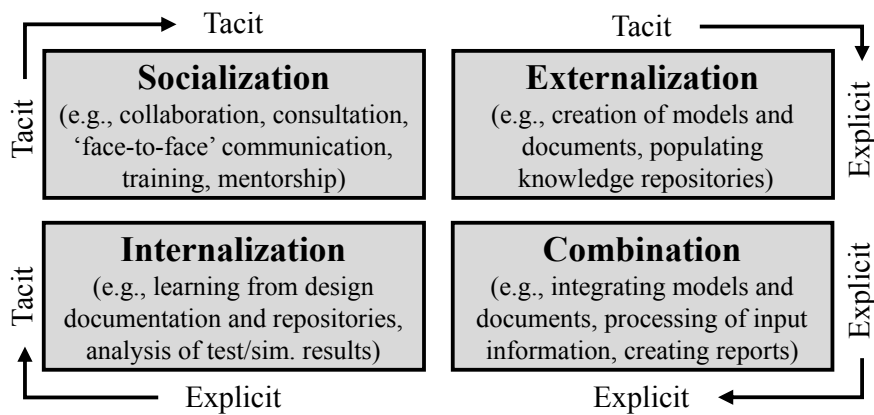 Tacit
Tacit
Socialization
(e.g., collaboration, consultation,
‘face-to-face’ communication,
training, mentorship)
Tacit
Externalization
(e.g., creation of models and
documents, populating
knowledge repositories)
Explicit
Tacit
Internalization
(e.g., learning from design
documentation and repositories,
analysis of test/sim. results)
Explicit
Combination
(e.g., integrating models and
documents, processing of input
information, creating reports)
Explicit
Explicit